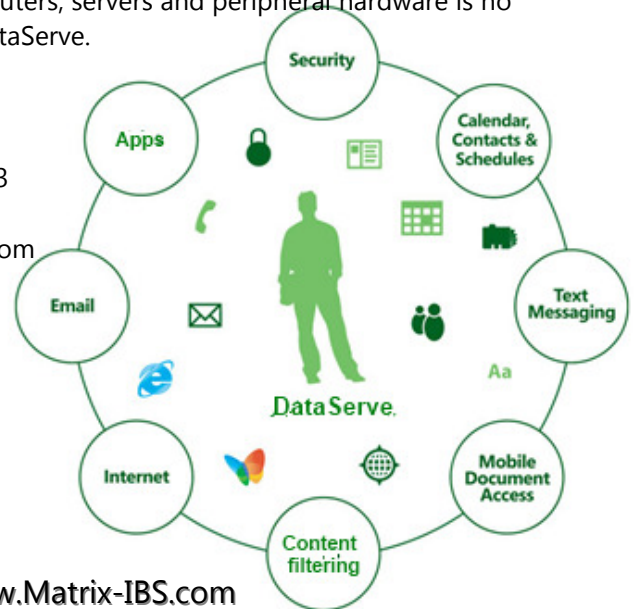 servers and peripheral hardware is no
taServe.
Security
Calendar,
Contacts &
Schedules
Apps
3
om
Email
Text
Messaging
Aa
DataServe.
Internet
Mobile
Document
Access
Content
filtering
w.Matrix-IBS.com